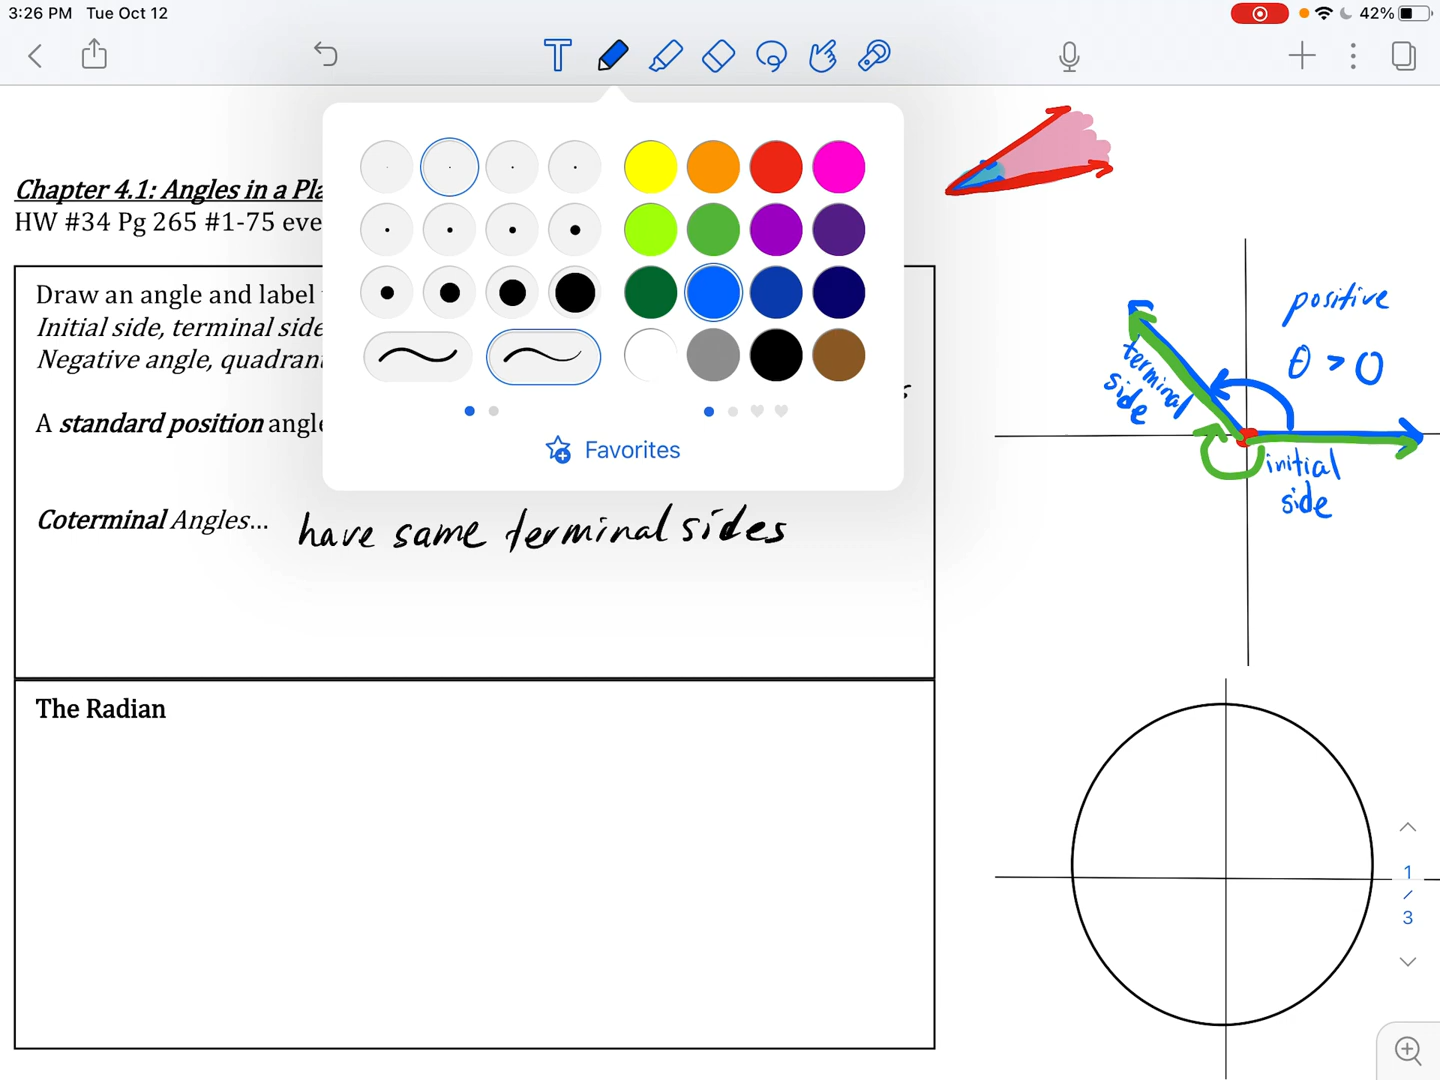 3:26 PM Tue Oct 12
42%
T
Chapter 4.1: Angles in a Pla
HW #34 Pg 265 #1-75 eve
Draw an angle and label
Initial side, terminal side
Negative angle, quadran
A standard position angle
Favorites
Coterminal Angles... have same terminal sides
The Radian
positive
θ > 0
terminal
side
initial
side
1
/
3